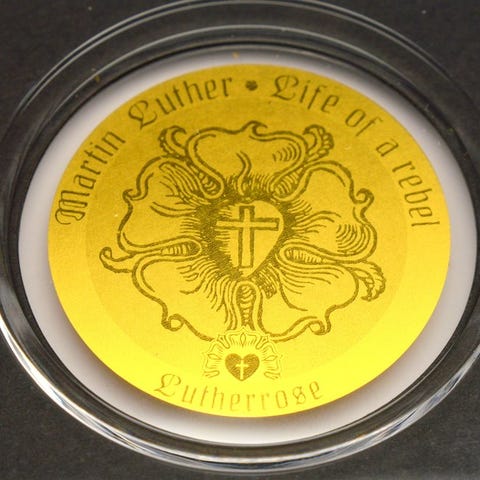 Martin Luther • Life of a rebel
Lutherrose